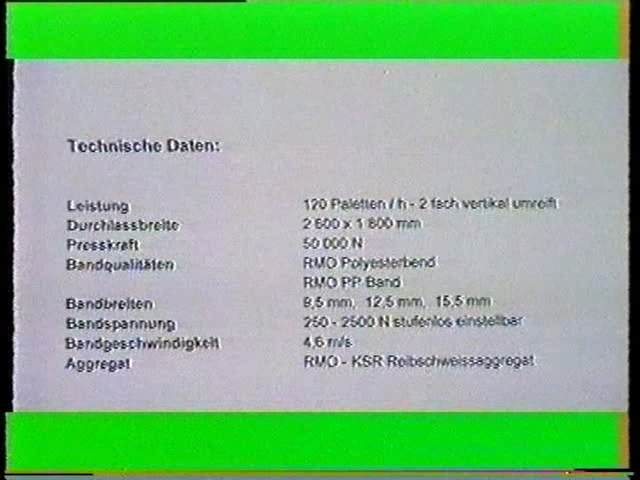 Technische Daten:
Leistung 120 Paletten / h - 2 fach vertikal umreift
Durchlassbreite 2 600 x 1 800 mm
Presskraft 50 000 N
Bandqualitäten RMO Polyesterband
RMO PP Band
Bandbreiten 9,5 mm, 12,5 mm, 15,5 mm
Bandspannung 250 - 2500 N stufenlos einstellbar
Bandgeschwindigkeit 4,6 m/s
Aggregat RMO - KSR Reibschweissaggregat